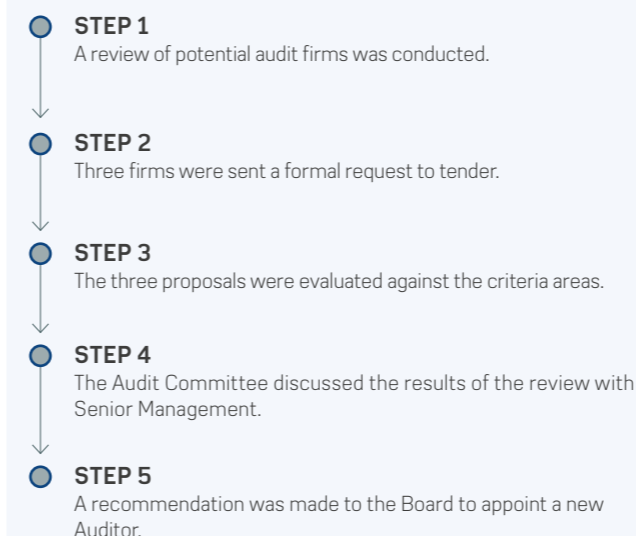 STEP 1
A review of potential audit firms was conducted.
STEP 2
Three firms were sent a formal request to tender.
STEP 3
The three proposals were evaluated against the criteria areas.
STEP 4
The Audit Committee discussed the results of the review with
Senior Management.
STEP 5
A recommendation was made to the Board to appoint a new
Auditor.